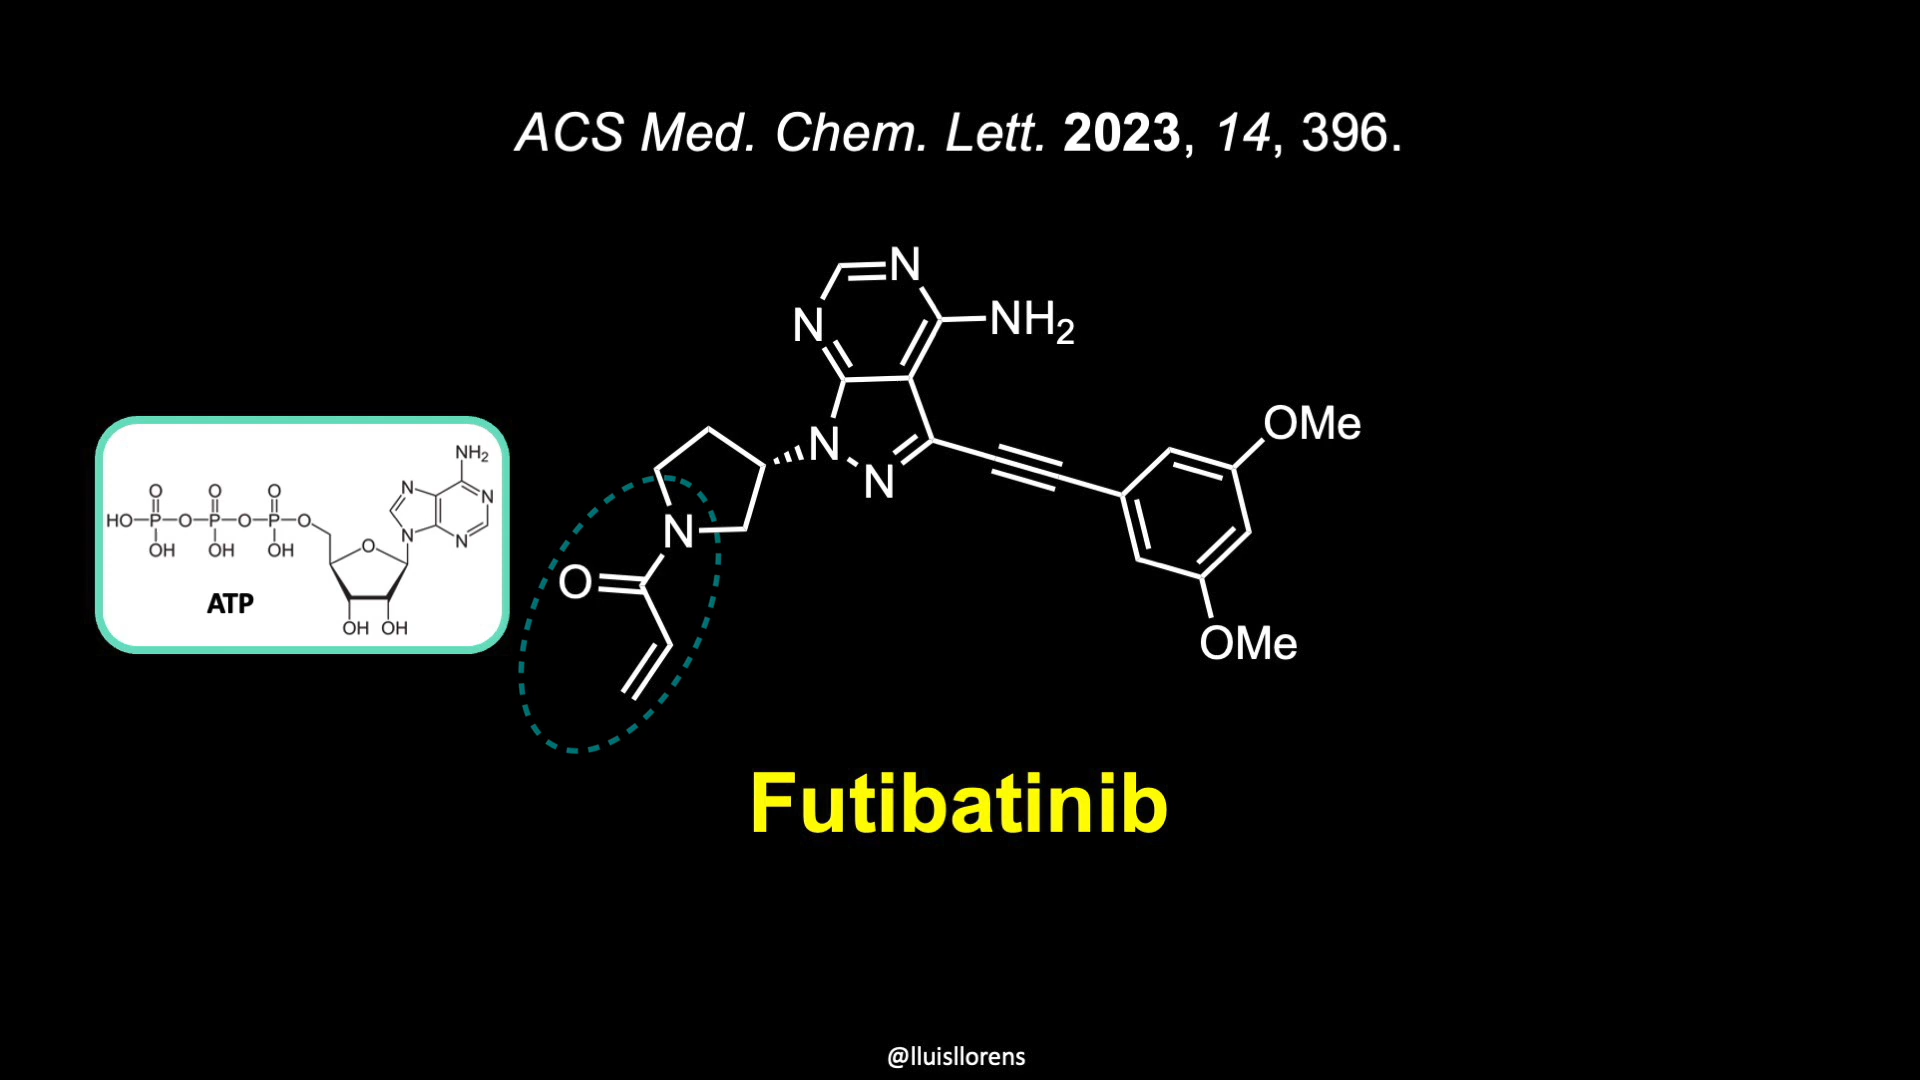 ACS Med. Chem. Lett. 2023, 14, 396.
N
N
NH2
N
N
OMe
OMe
N
O
NH2
N
N
N
N
O
O
O
HO
P
O
P
O
P
O
OH
OH
OH
O
ATP
OH
OH
Futibatinib
@lluisllorens